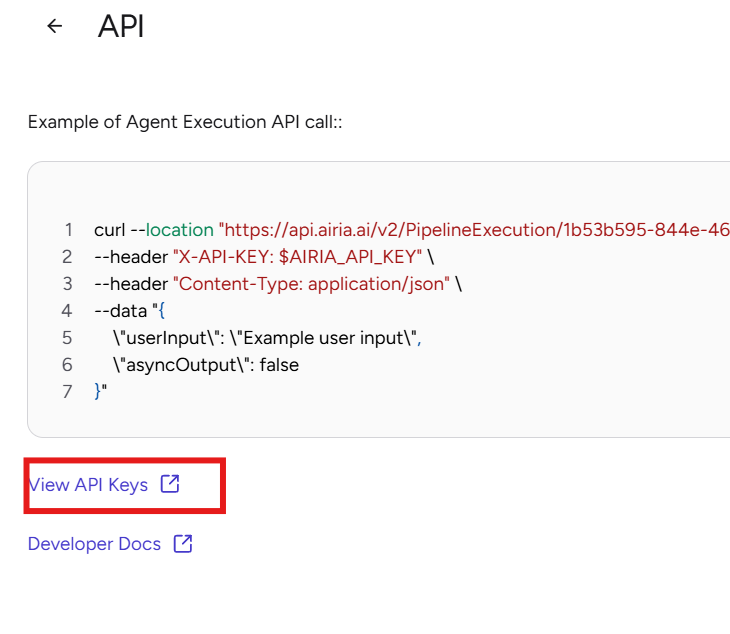 API
Example of Agent Execution API call::
1 curl --location "https://api.airia.ai/v2/PipelineExecution/1b53b595-844e-46
2 --header "X-API-KEY: $AIRIA_API_KEY" \
3 --header "Content-Type: application/json" \
4 --data "{
5 \"userInput\": \"Example user input\",
6 \"asyncOutput\": false
7 }"
View API Keys
Developer Docs